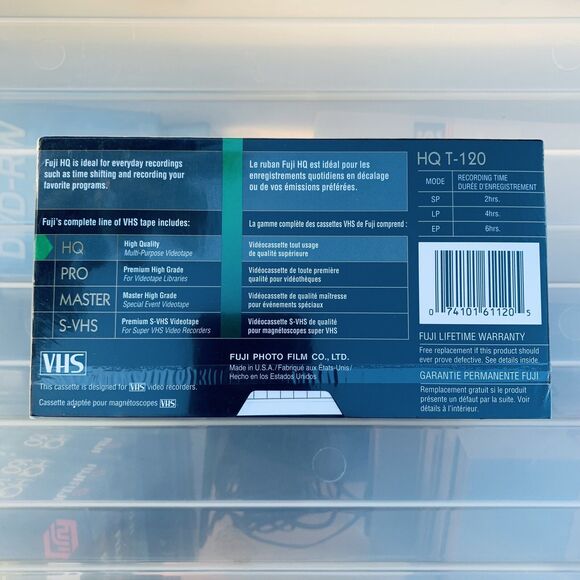 Fuji HQ is ideal for everyday recordings
such as time shifting and recording your
favorite programs.
Le ruban Fuji HQ est idéal pour les
enregistrements quotidiens en décalage
ou de vos émissions préférées.
Fuji's complete line of VHS tape includes:
La gamme complète des cassettes VHS de Fuji comprend :
HQ
High Quality
Multi-Purpose Videotape
Vidéocassette tout usage
de qualité supérieure
PRO
Premium High Grade
For Videotape Libraries
Vidéocassette de toute première
qualité pour vidéothèques
MASTER
Master High Grade
Special Event Videotape
Vidéocassette de qualité maîtresse
pour événements spéciaux
S-VHS
Premium S-VHS Videotape
For Super VHS Video Recorders
Vidéocassette S-VHS de qualité
pour magnétoscopes super VHS
VHS
This cassette is designed for VHS video recorders.
Cassette adaptée pour magnétoscopes VHS.
FUJI PHOTO FILM CO., LTD.
Made in U.S.A./Fabriqué aux États-Unis/
Hecho en los Estados Unidos
HQ T-120
MODE RECORDING TIME
DURÉE D'ENREGISTREMENT
SP 2hrs.
LP 4hrs.
EP 6hrs.
0 74101 61120 5
FUJI LIFETIME WARRANTY
Free replacement if this product should
ever prove defective. See details inside.
GARANTIE PERMANENTE FUJI
Remplacement gratuit si le produit
présente un défaut par la suite. Voir
détails à l'intérieur.
DVD-RW